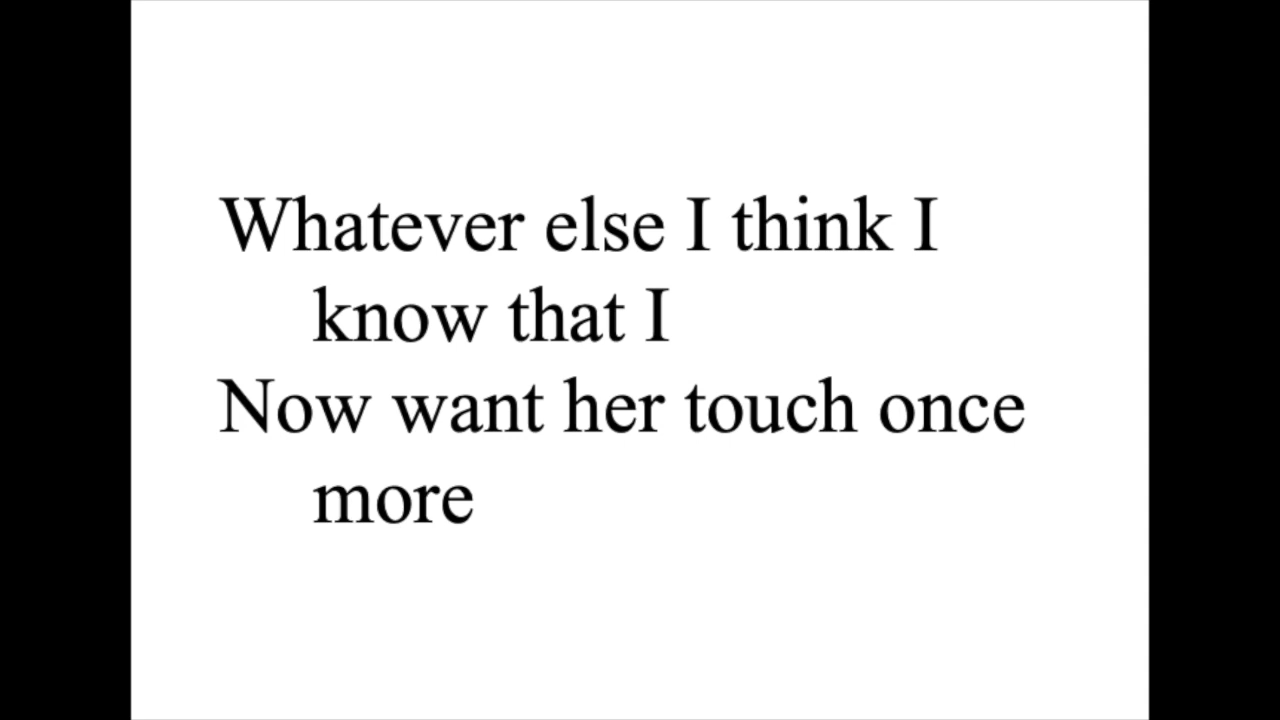 Whatever else I think I
know that I
Now want her touch once
more